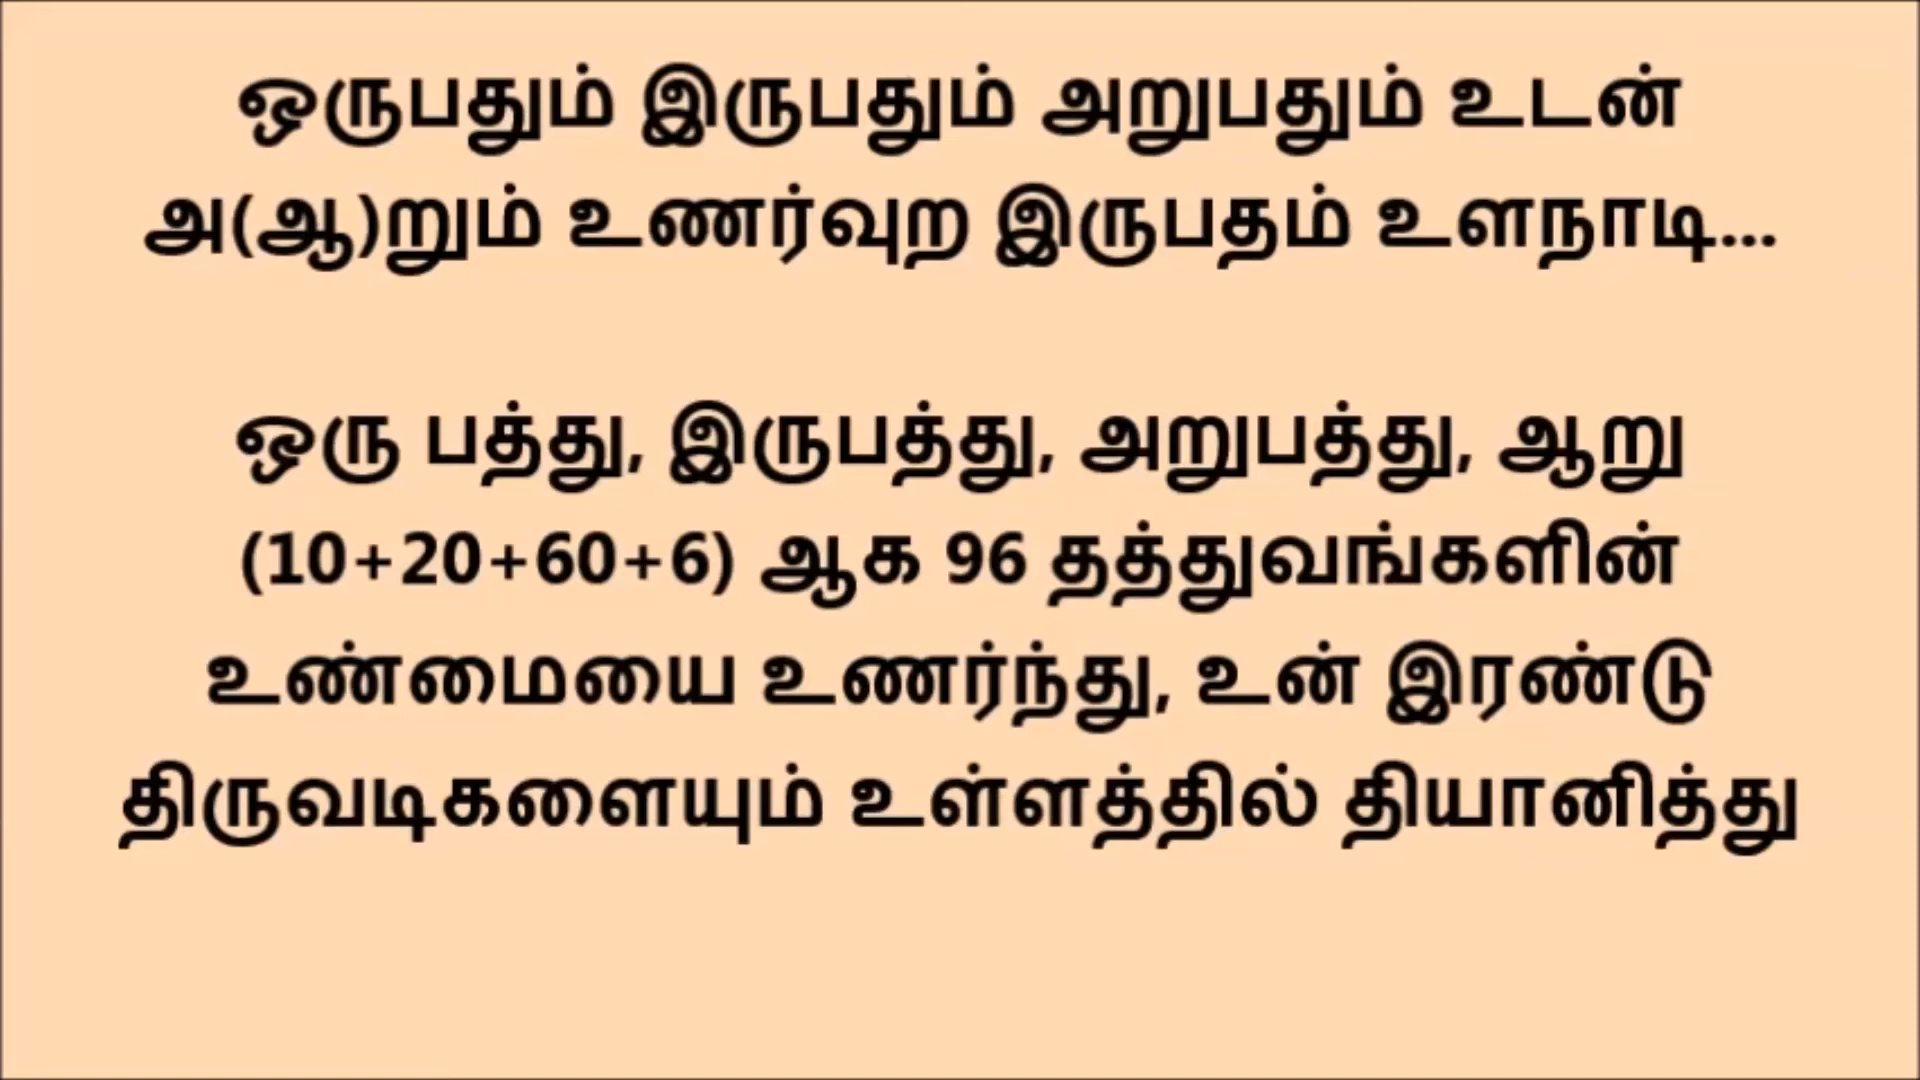 ஒருபதும் இருபதும் அறுபதும் உடன்
அ(ஆ)றும் உணர்வுற இருபதம் உளநாடி...
ஒரு பத்து, இருபத்து, அறுபத்து, ஆறு
(10+20+60+6) ஆக 96 தத்துவங்களின்
உண்மையை உணர்ந்து, உன் இரண்டு
திருவடிகளையும் உள்ளத்தில் தியானித்து